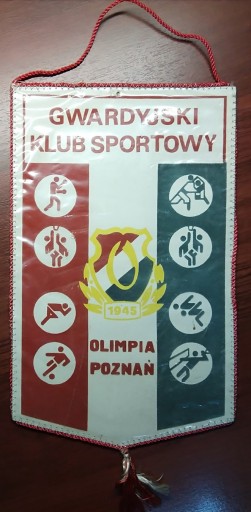 GWARDYJSKI
KLUB SPORTOWY
O
1945
OLIMPIA
POZNAŃ